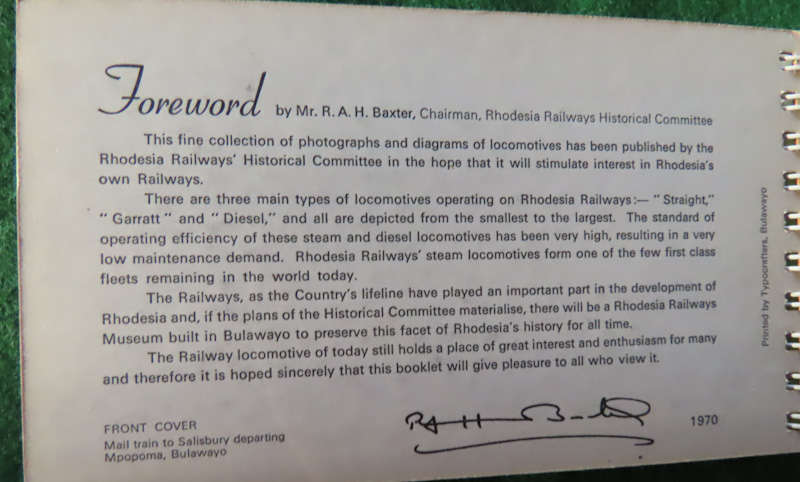 Foreword by Mr. R. A. H. Baxter, Chairman, Rhodesia Railways Historical Committee
This fine collection of photographs and diagrams of locomotives has been published by the
Rhodesia Railways' Historical Committee in the hope that it will stimulate interest in Rhodesia's
own Railways.
There are three main types of locomotives operating on Rhodesia Railways:— "Straight,"
"Garratt" and "Diesel," and all are depicted from the smallest to the largest. The standard of
operating efficiency of these steam and diesel locomotives has been very high, resulting in a very
low maintenance demand. Rhodesia Railways' steam locomotives form one of the few first class
fleets remaining in the world today.
The Railways, as the Country's lifeline have played an important part in the development of
Rhodesia and, if the plans of the Historical Committee materialise, there will be a Rhodesia Railways
Museum built in Bulawayo to preserve this facet of Rhodesia's history for all time.
The Railway locomotive of today still holds a place of great interest and enthusiasm for many
and therefore it is hoped sincerely that this booklet will give pleasure to all who view it.
FRONT COVER
Mail train to Salisbury departing
Mpopoma, Bulawayo
RAH Baxter
1970
Printed by Typocrafters, Bulawayo